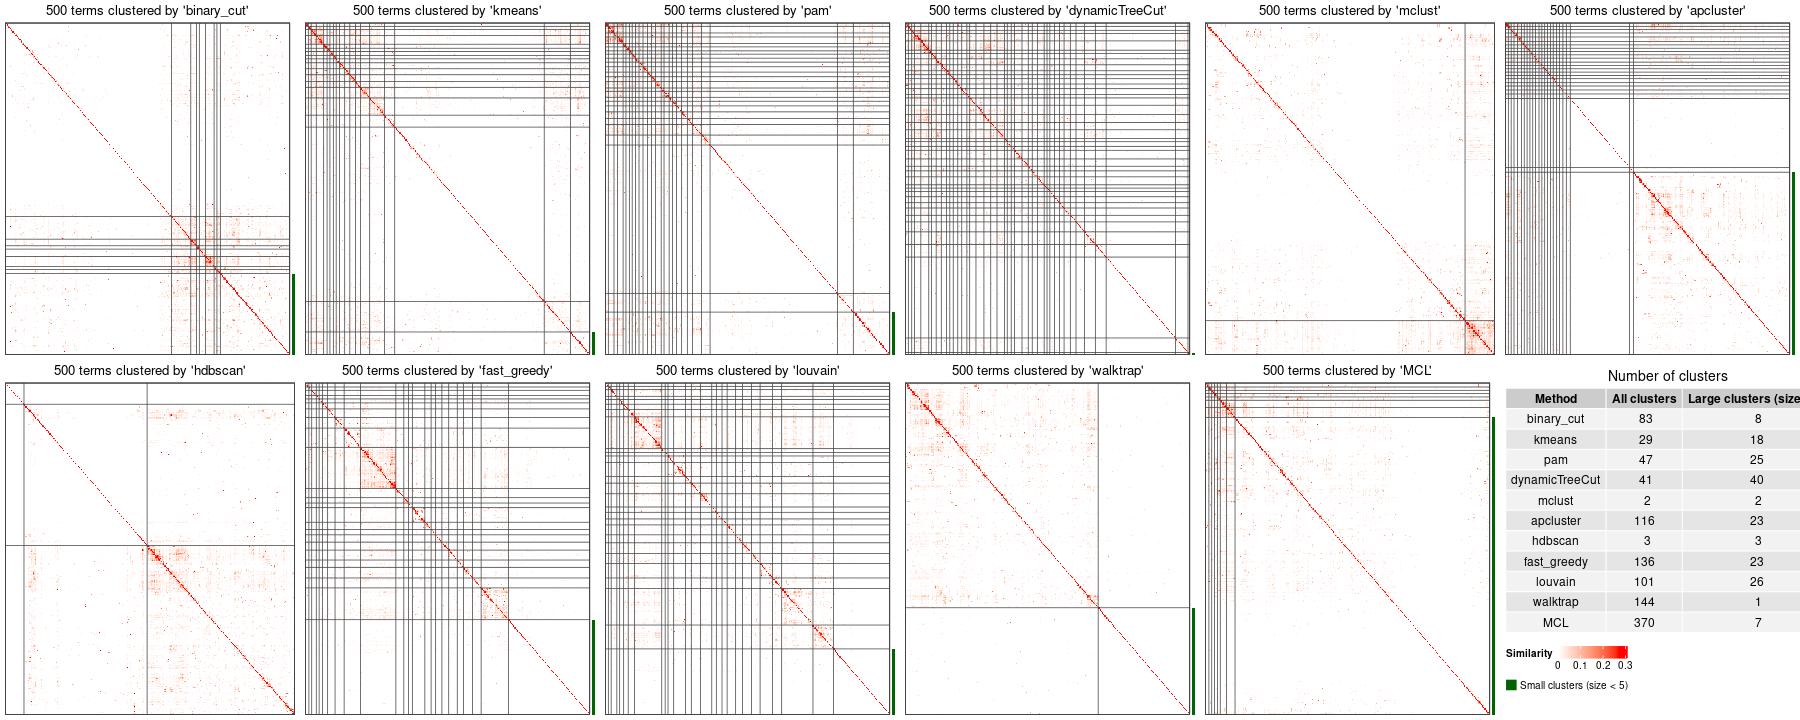 500 terms clustered by 'binary_cut'
500 terms clustered by 'kmeans'
500 terms clustered by 'pam'
500 terms clustered by 'dynamicTreeCut'
500 terms clustered by 'mclust'
500 terms clustered by 'apcluster'
500 terms clustered by 'hdbscan'
500 terms clustered by 'fast_greedy'
500 terms clustered by 'louvain'
500 terms clustered by 'walktrap'
500 terms clustered by 'MCL'
Number of clusters
Method All clusters Large clusters (size
binary_cut 83 8
kmeans 29 18
pam 47 25
dynamicTreeCut 41 40
mclust 2 2
apcluster 116 23
hdbscan 3 3
fast_greedy 136 23
louvain 101 26
walktrap 144 1
MCL 370 7
Similarity
0 0.1 0.2 0.3
Small clusters (size < 5)